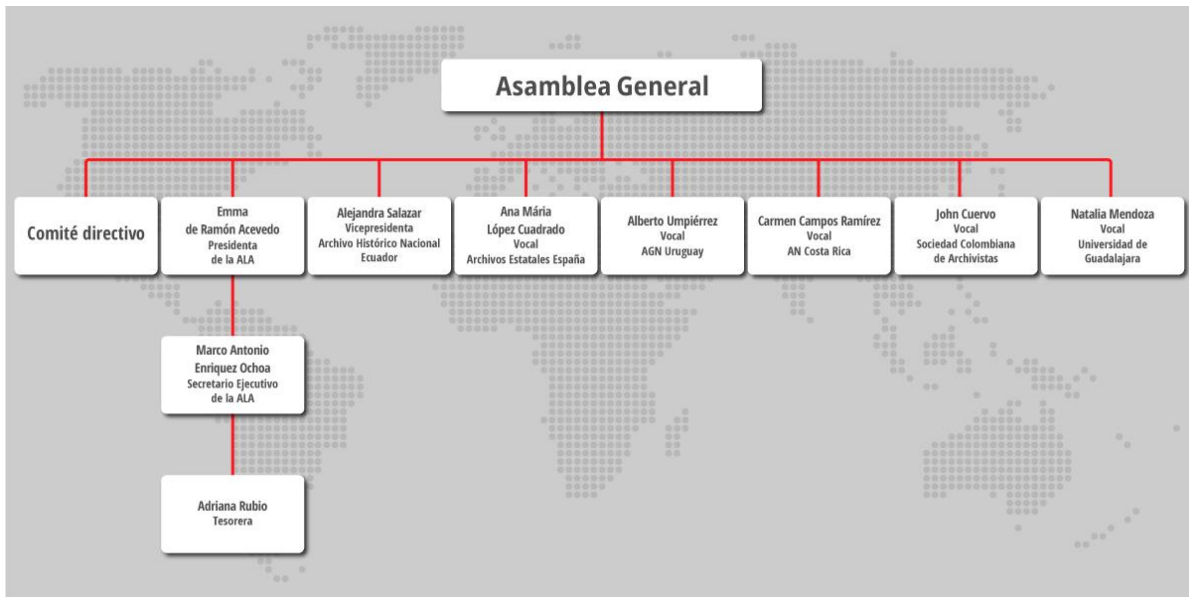 Asamblea General
Comité directivo
Emma
de Ramón Acevedo
Presidenta
de la ALA
Alejandra Salazar
Vicepresidenta
Archivo Histórico Nacional
Ecuador
Ana Mária
López Cuadrado
Vocal
Archivos Estatales España
Alberto Umpiérrez
Vocal
AGN Uruguay
Carmen Campos Ramírez
Vocal
AN Costa Rica
John Cuervo
Vocal
Sociedad Colombiana
de Archivistas
Natalia Mendoza
Vocal
Universidad de
Guadalajara
Marco Antonio
Enriquez Ochoa
Secretario Ejecutivo
de la ALA
Adriana Rubio
Tesorera